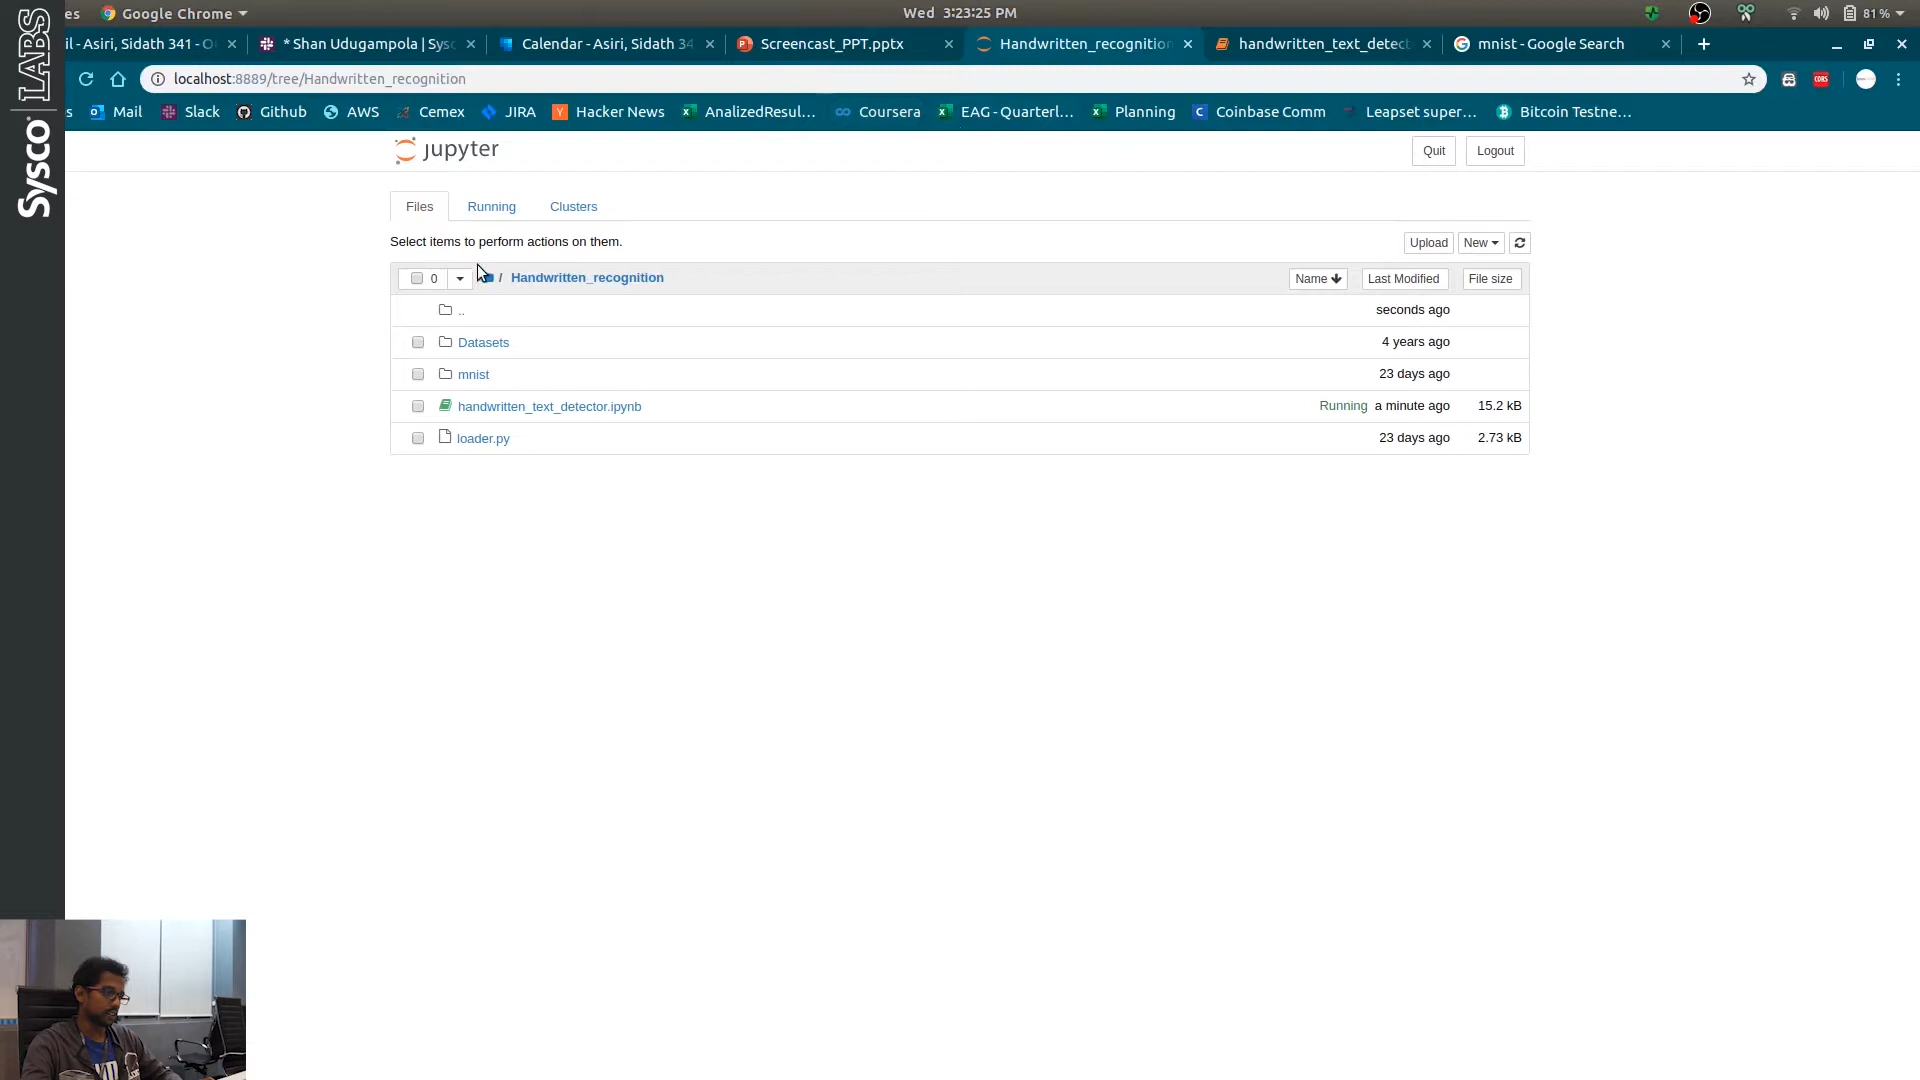 es Google Chrome Wed 3:23:25 PM 81 %
il - Asiri, Sidath 341 - O * Shan Udugampola | Sysc Calendar - Asiri, Sidath 34 Screencast_PPT.pptx Handwritten_recognition handwritten_text_detect mnist - Google Search
localhost:8889/tree/Handwritten_recognition CORS
s Mail Slack Github AWS Cemex JIRA Hacker News AnalizedResul... Coursera EAG - Quarterl... Planning Coinbase Comm Leapset super... Bitcoin Testne...
Sysco LABS
jupyter Quit Logout
Files Running Clusters
Select items to perform actions on them. Upload New
0 / Handwritten_recognition Name Last Modified File size
.. seconds ago
Datasets 4 years ago
mnist 23 days ago
handwritten_text_detector.ipynb Running a minute ago 15.2 kB
loader.py 23 days ago 2.73 kB